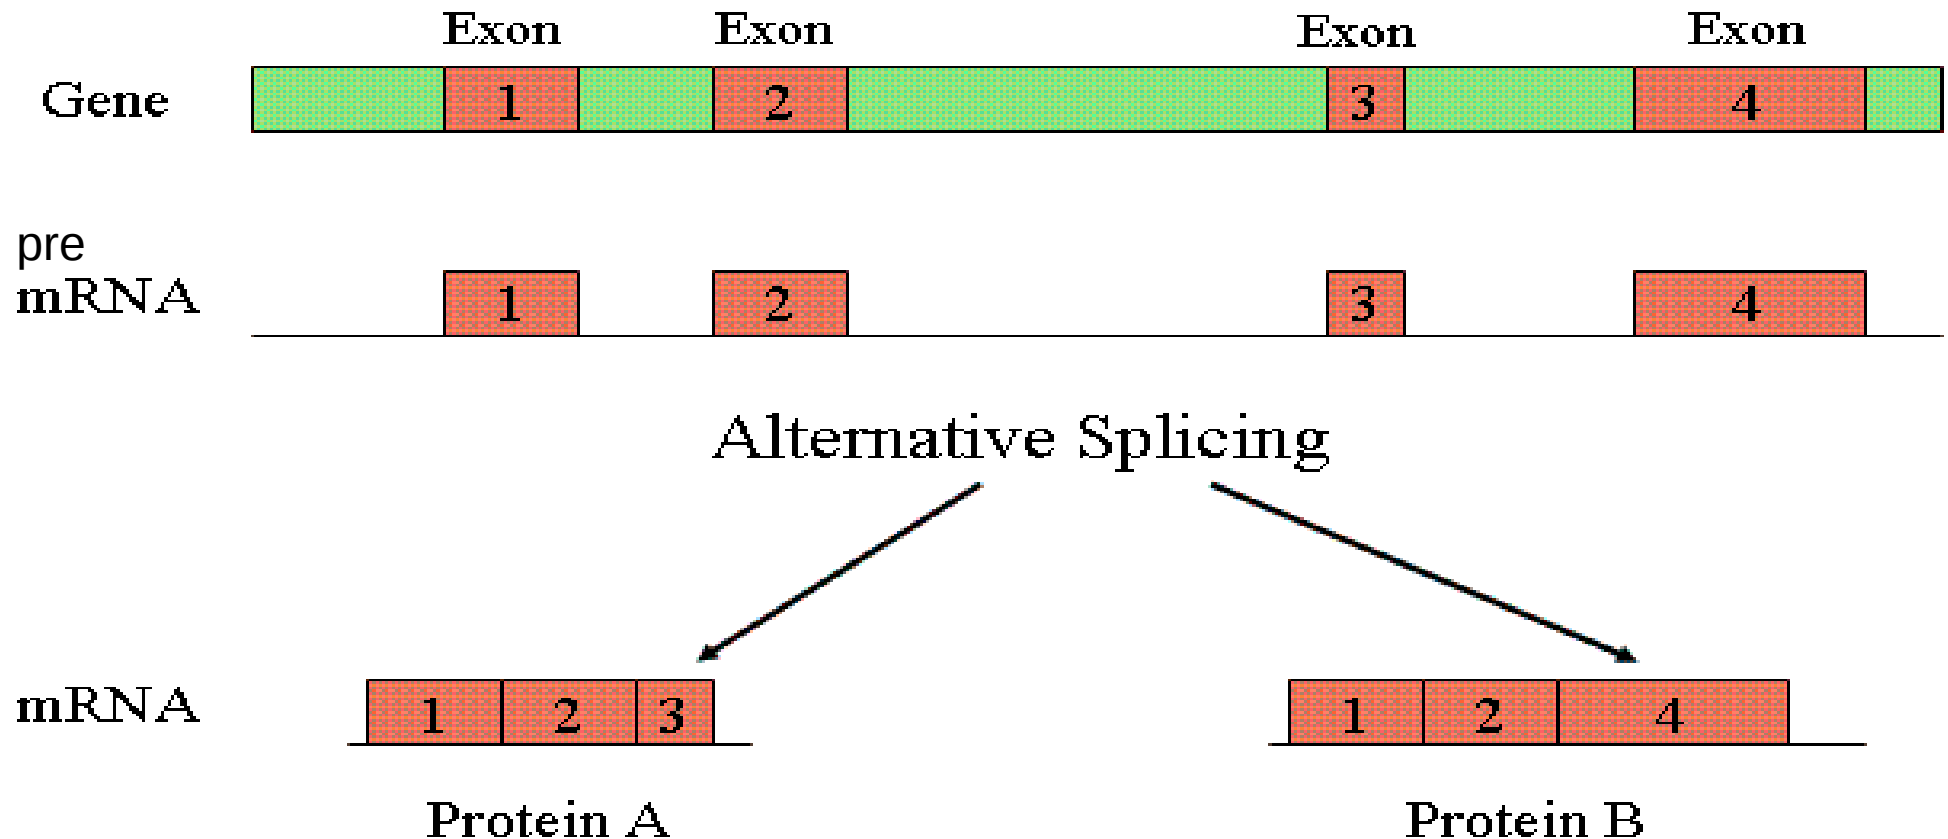 Exon Exon Exon Exon
Gene 1 2 3 4
pre
mRNA 1 2 3 4
Alternative Splicing
mRNA 1 2 3 1 2 4
Protein A Protein B